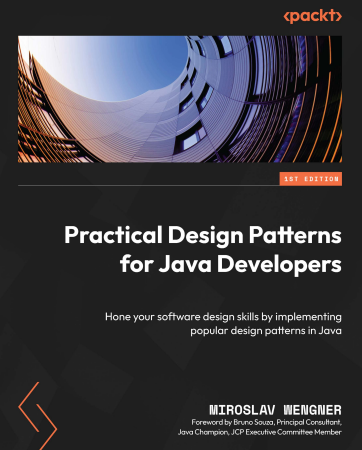 <packt>
1ST EDITION
Practical Design Patterns
for Java Developers
Hone your software design skills by implementing
popular design patterns in Java
MIROSLAV WENGNER
Foreword by Bruno Souza, Principal Consultant,
Java Champion, JCP Executive Committee Member